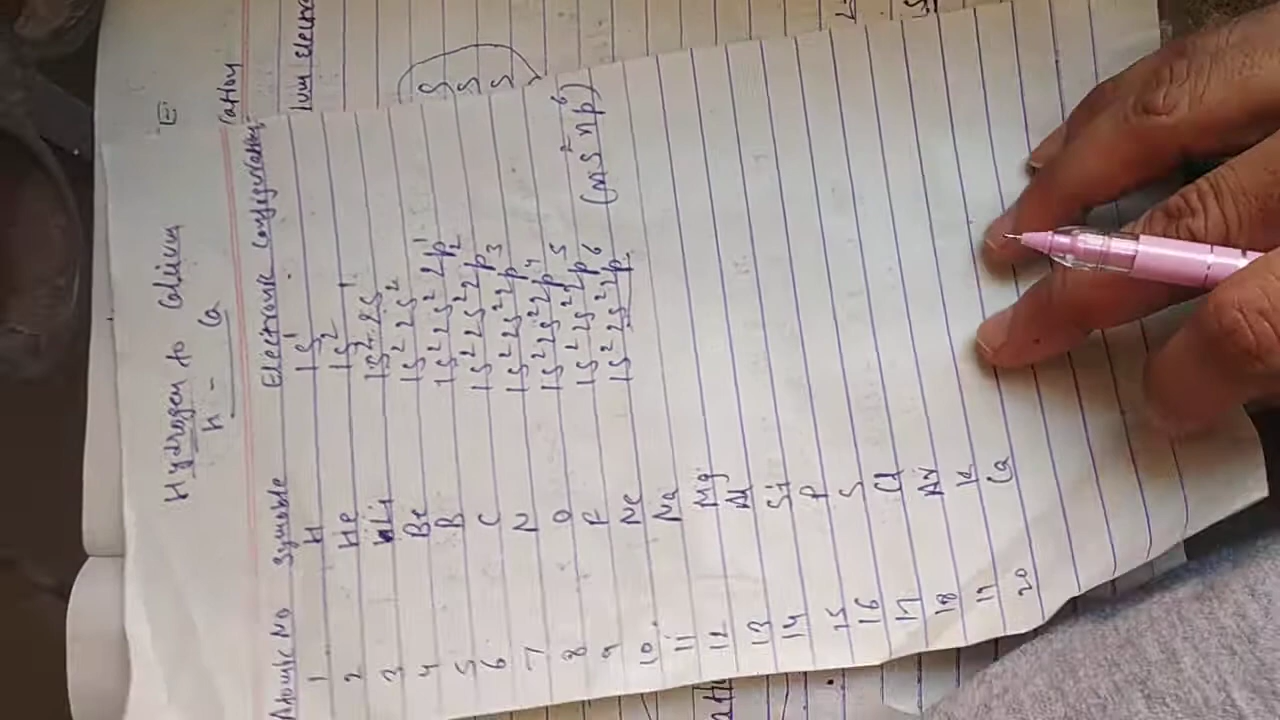 Hydrogen to Calcium
H - Ca
Atomic No Symbole Electronic Configuration
1 H 1S¹
2 He 1S²
3 Li 1S² 2S¹
4 Be 1S² 2S²
5 B 1S² 2S² 2p¹
6 C 1S² 2S² 2p²
7 N 1S² 2S² 2p³
8 O 1S² 2S² 2p⁴
9 F 1S² 2S² 2p⁵
10 Ne 1S² 2S² 2p⁶ (nS² np⁶)
11 Na
12 Mg
13 Al
14 Si
15 P
16 S
17 Cl
18 Ar
19 K
20 Ca